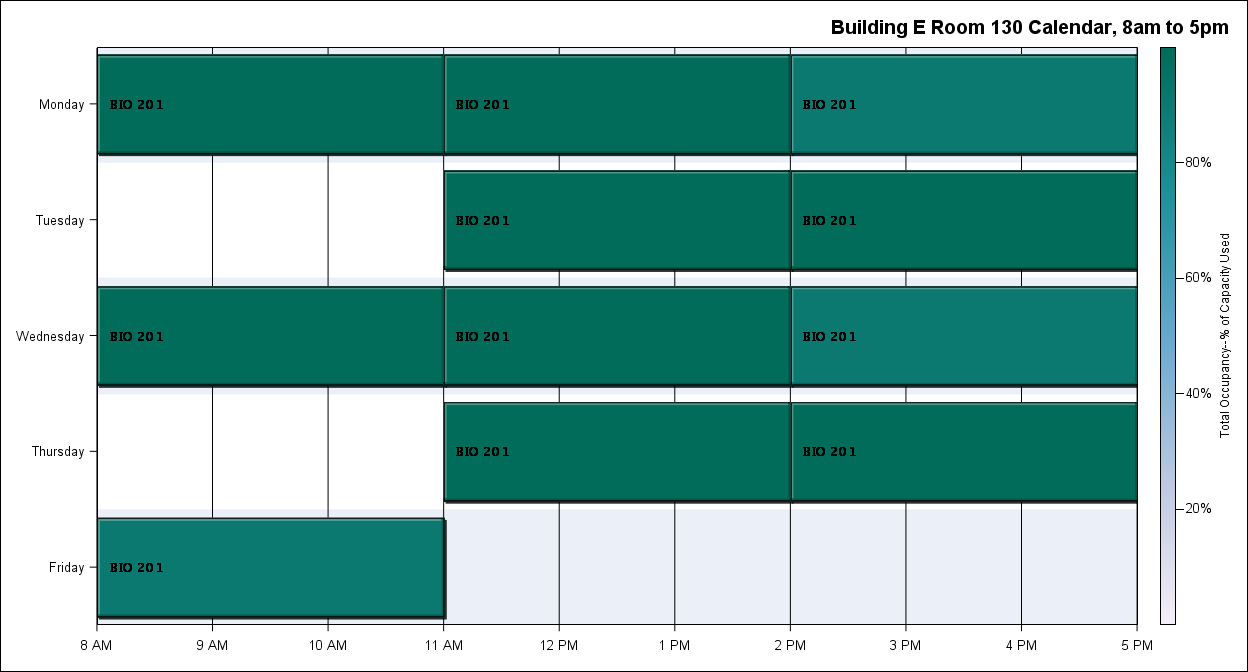 Building E Room 130 Calendar, 8am to 5pm
Monday
BIO 201
BIO 201
BIO 201
Tuesday
BIO 201
BIO 201
Wednesday
BIO 201
BIO 201
BIO 201
Thursday
BIO 201
BIO 201
Friday
BIO 201
8 AM
9 AM
10 AM
11 AM
12 PM
1 PM
2 PM
3 PM
4 PM
5 PM
80%
60%
40%
20%
Total Occupancy--% of Capacity Used